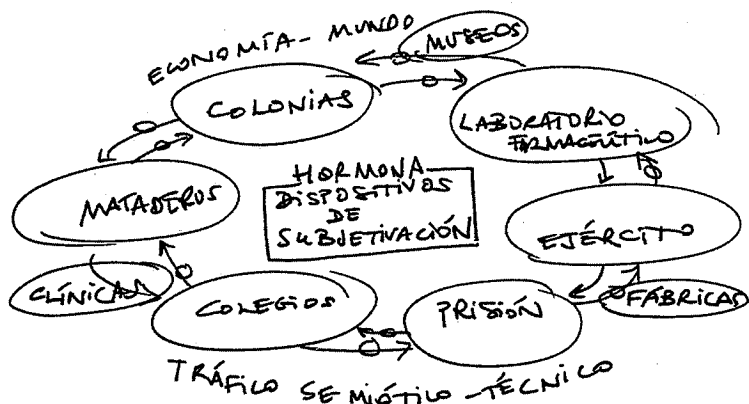 ECONOMÍA-MUNDO
MUSEOS
COLONIAS
LABORATORIO
FARMACÉUTICO
HORMONA
DISPOSITIVOS
DE
SUBJETIVACIÓN
MATADEROS
EJÉRCITO
CLÍNICAS
COLEGIOS
PRISIÓN
FÁBRICAS
TRÁFICO SEMIÓTICO-TÉCNICO